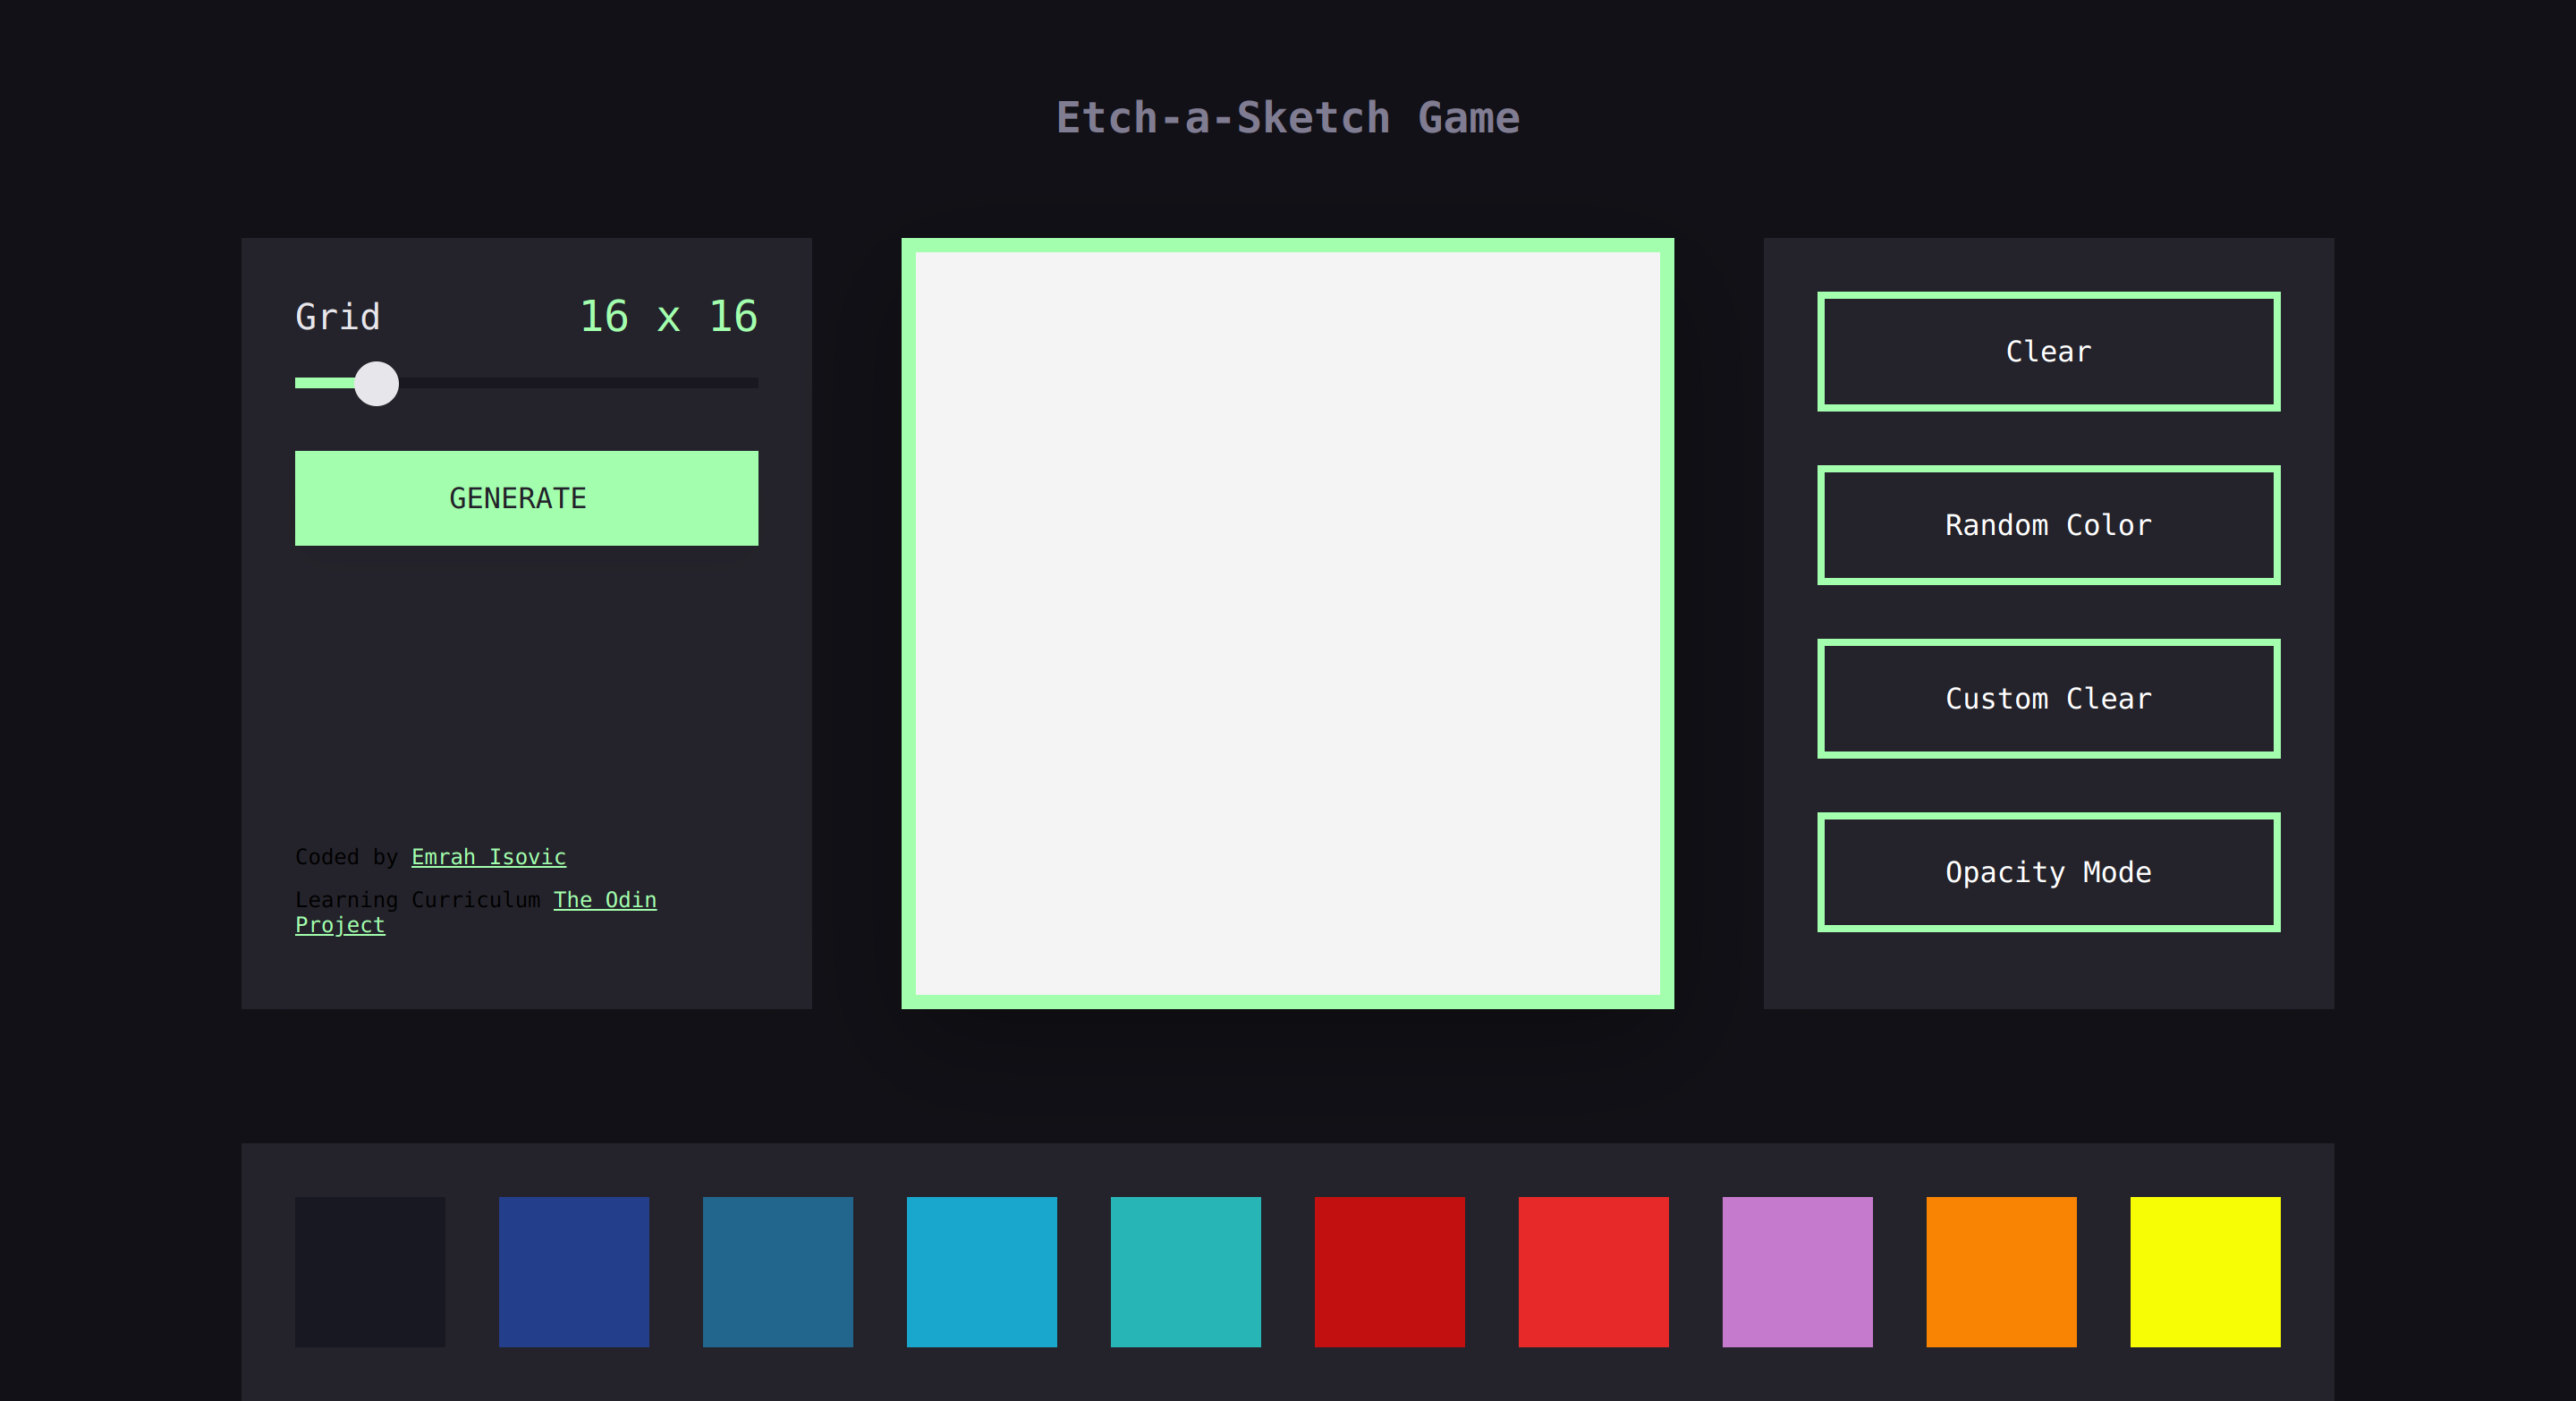 Etch-a-Sketch Game
Grid
16 x 16
GENERATE
Coded by Emrah Isovic
Learning Curriculum The Odin
Project
Clear
Random Color
Custom Clear
Opacity Mode